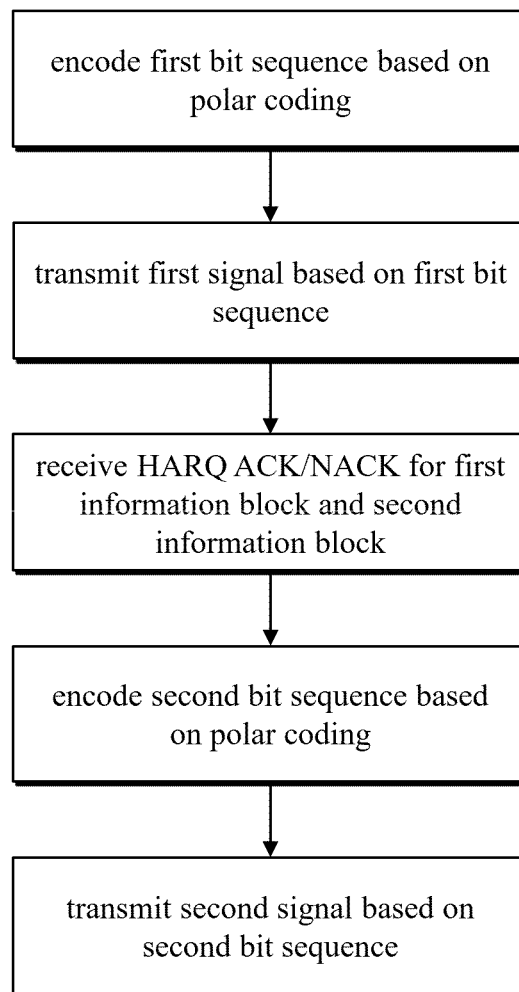 encode first bit sequence based on
polar coding
transmit first signal based on first bit
sequence
receive HARQ ACK/NACK for first
information block and second
information block
encode second bit sequence based
on polar coding
transmit second signal based on
second bit sequence